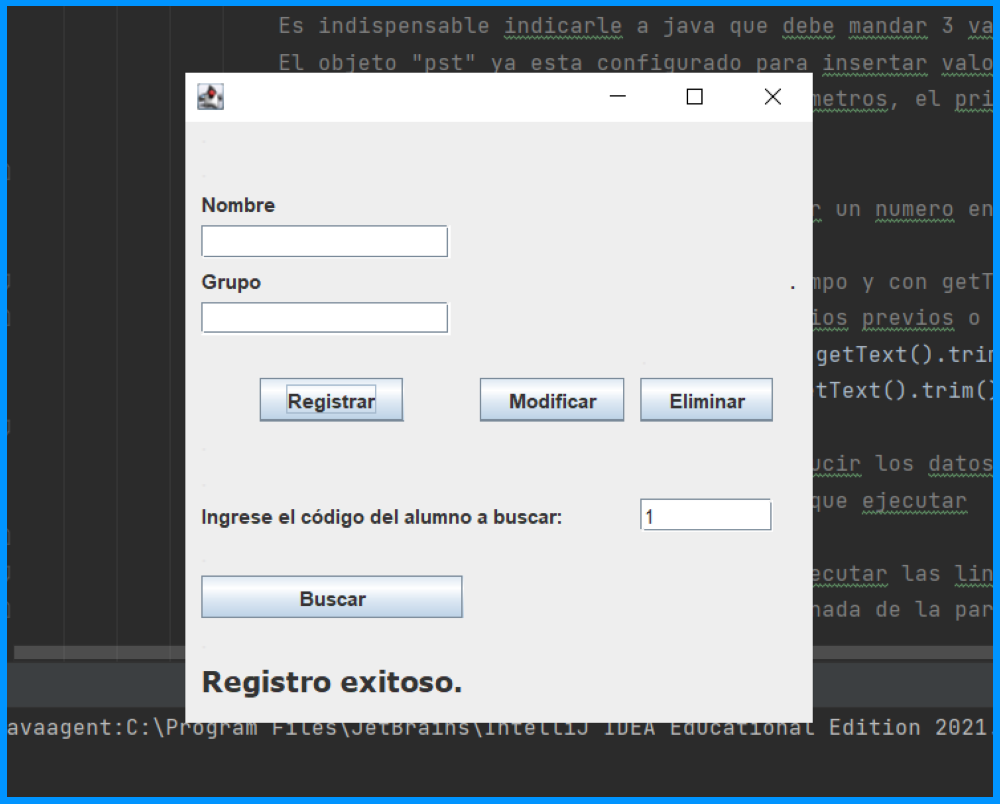 Es indispensable indicarle a java que debe mandar 3 va
El objeto "pst" ya esta configurado para insertar valo
metros, el pri
Nombre
r un numero en
Grupo
.
mpo y con getT
ios previos o
getText().trim
tText().trim()
Registrar
Modificar
Eliminar
ucir los datos
que ejecutar
Ingrese el código del alumno a buscar:
1
ecutar las lin
Buscar
nada de la par
Registro exitoso.
avaagent:C:\Program Files\JetBrains\IntelliJ IDEA Educational Edition 2021.